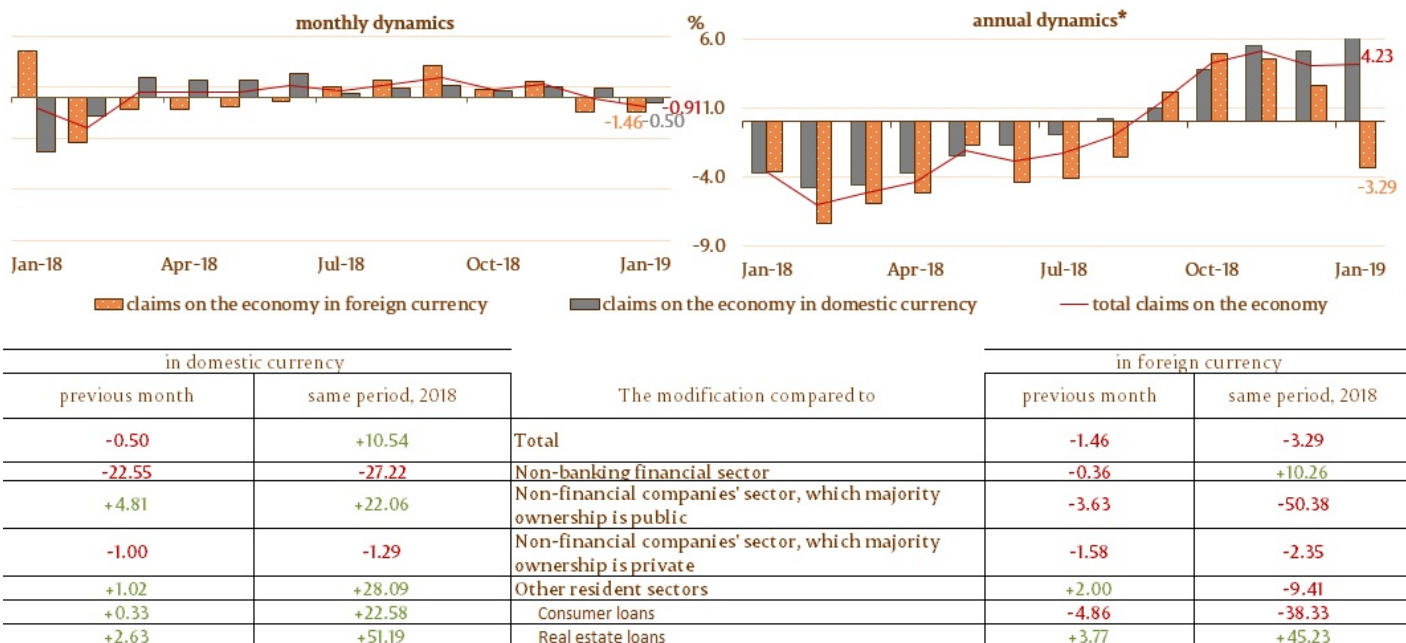 monthly dynamics
-0.91
-1.46
-0.50
Jan-18 Apr-18 Jul-18 Oct-18 Jan-19
% annual dynamics*
6.0
1.0
-4.0
-9.0
4.23
-3.29
Jan-18 Apr-18 Jul-18 Oct-18 Jan-19
claims on the economy in foreign currency claims on the economy in domestic currency total claims on the economy
in domestic currency in foreign currency
previous month same period, 2018 The modification compared to previous month same period, 2018
-0.50 +10.54 Total -1.46 -3.29
-22.55 -27.22 Non-banking financial sector -0.36 +10.26
+4.81 +22.06 Non-financial companies' sector, which majority
ownership is public -3.63 -50.38
-1.00 -1.29 Non-financial companies' sector, which majority
ownership is private -1.58 -2.35
+1.02 +28.09 Other resident sectors +2.00 -9.41
+0.33 +22.58 Consumer loans -4.86 -38.33
+2.63 +51.19 Real estate loans +3.77 +45.23